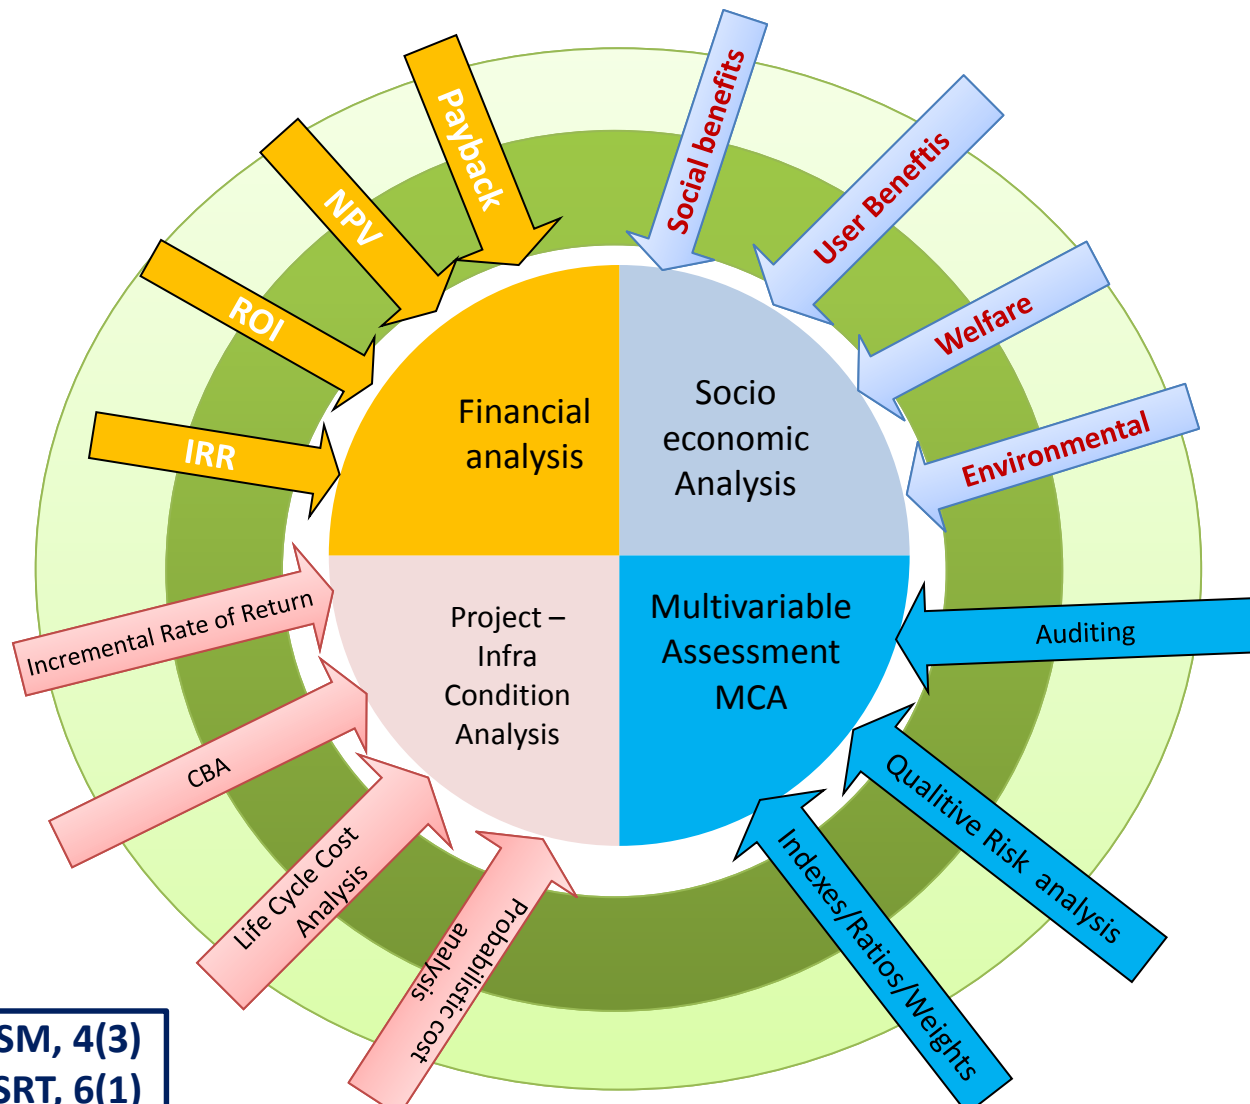 Payback
NPV
ROI
IRR
Social benefits
User Beneftis
Welfare
Environmental
Financial
analysis
Socio
economic
Analysis
Project –
Infra
Condition
Analysis
Multivariable
Assessment
MCA
Incremental Rate of Return
CBA
Life Cycle Cost
Analysis
Probabilistic cost
analysis
Auditing
Qualitive Risk analysis
Indexes/Ratios/Weights
SM, 4(3)
SRT, 6(1)